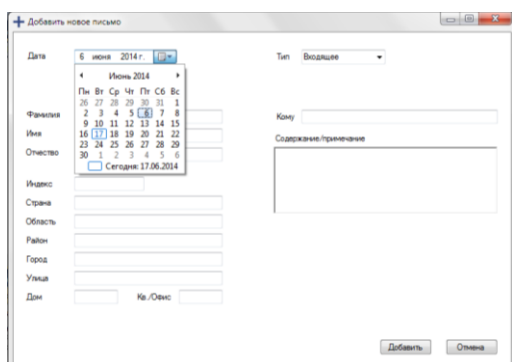 Добавить новое письмо
Дата
6 июня 2014 г.
Тип
Входящее
Июнь 2014
Пн Вт Ср Чт Пт Сб Вс
26 27 28 29 30 31 1
2 3 4 5 6 7 8
9 10 11 12 13 14 15
16 17 18 19 20 21 22
23 24 25 26 27 28 29
30 1 2 3 4 5 6
Сегодня: 17.06.2014
Фамилия
Кому
Имя
Содержание/примечание
Отчество
Индекс
Страна
Область
Район
Город
Улица
Дом
Кв./Офис
Добавить
Отмена